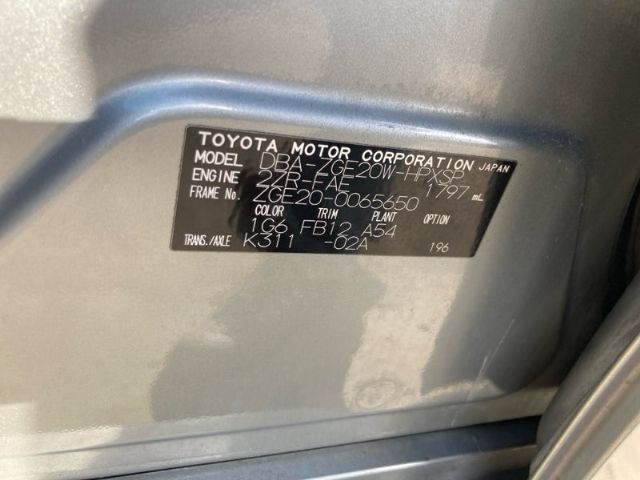 TOYOTA MOTOR CORPORATION JAPAN
MODEL DBA-ZGE20W-HPXSP
ENGINE 2ZR-FAE 1797 mL
FRAME No. ZGE20-0065650
COLOR TRIM PLANT OPTION
1G6 FB12 A54
TRANS./AXLE K311 -02A 196